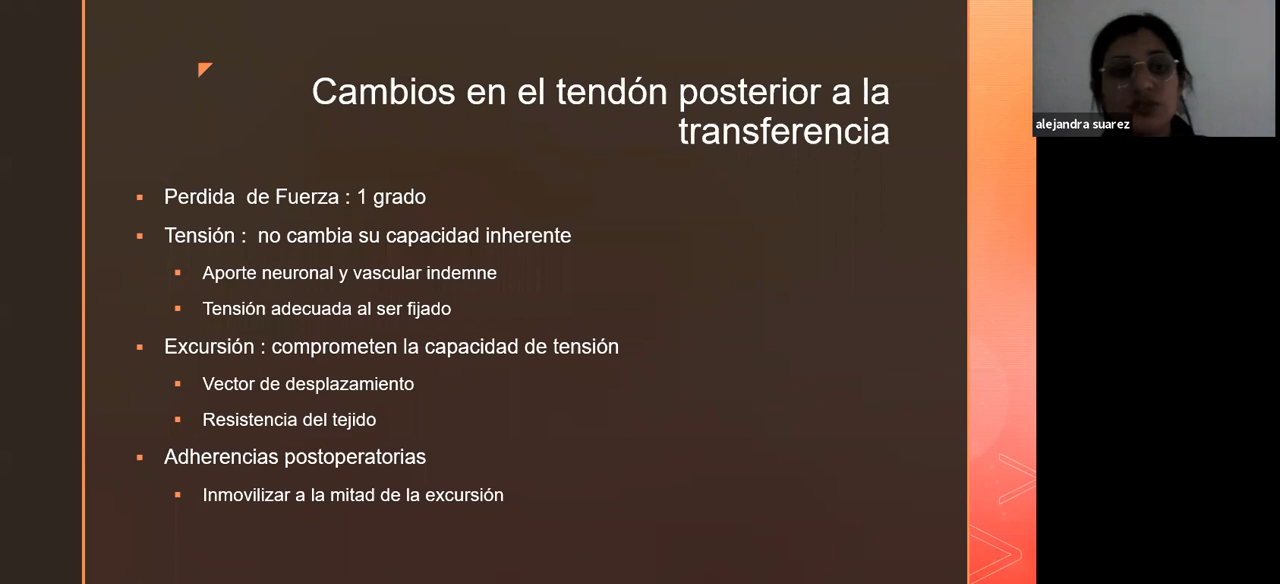 Cambios en el tendón posterior a la
transferencia
Perdida de Fuerza : 1 grado
Tensión : no cambia su capacidad inherente
Aporte neuronal y vascular indemne
Tensión adecuada al ser fijado
Excursión : comprometen la capacidad de tensión
Vector de desplazamiento
Resistencia del tejido
Adherencias postoperatorias
Inmovilizar a la mitad de la excursión
alejandra suarez